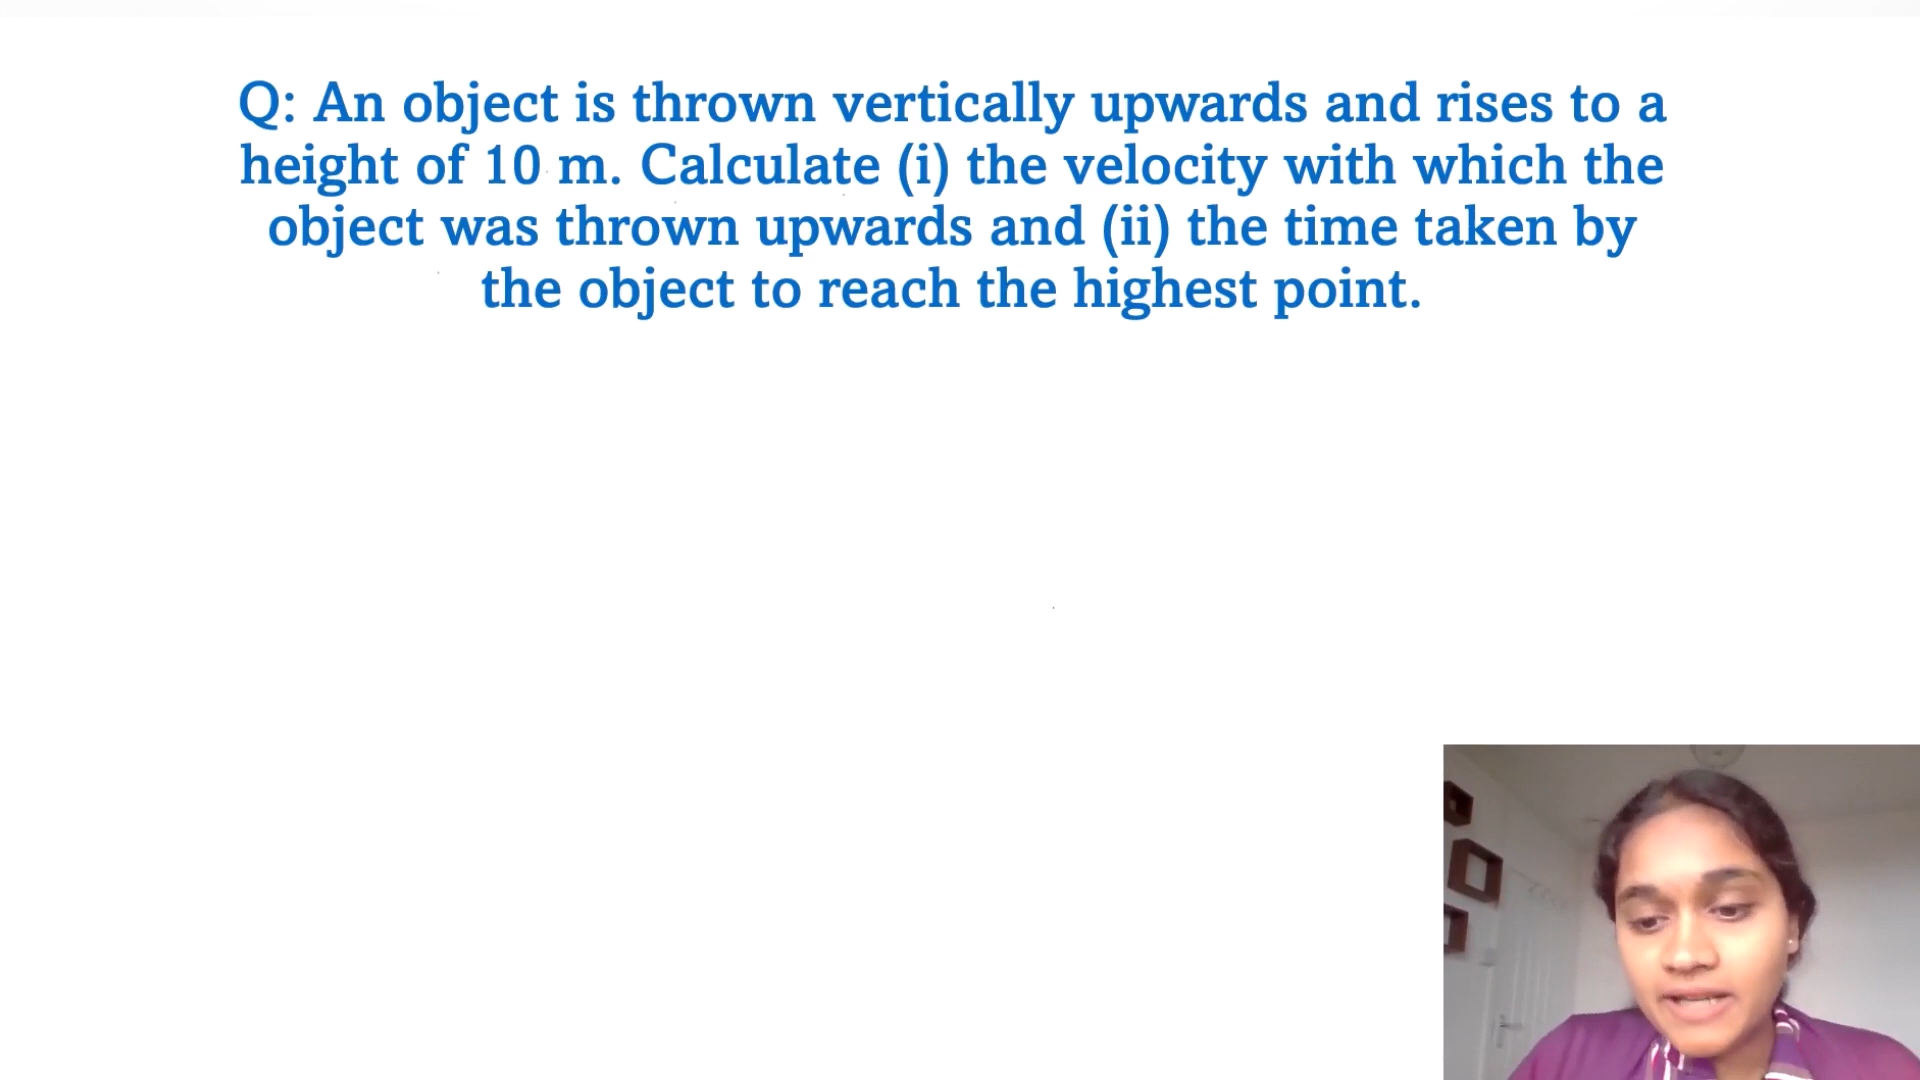 Q: An object is thrown vertically upwards and rises to a
height of 10 m. Calculate (i) the velocity with which the
object was thrown upwards and (ii) the time taken by
the object to reach the highest point.